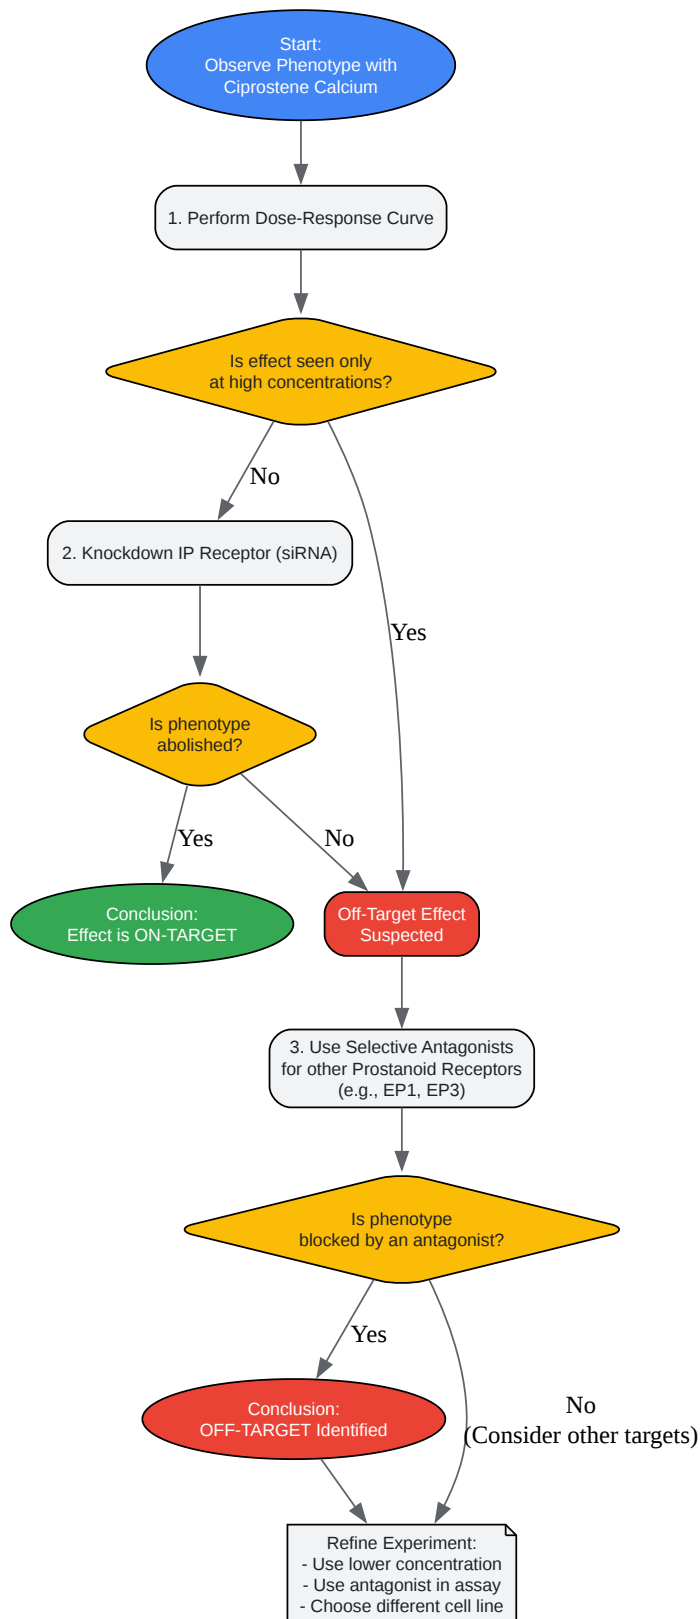 Start:
Observe Phenotype with
Ciprostene Calcium
1. Perform Dose-Response Curve
Is effect seen only
at high concentrations?
No
2. Knockdown IP Receptor (siRNA)
Yes
Is phenotype
abolished?
Yes
No
Conclusion:
Effect is ON-TARGET
Off-Target Effect
Suspected
3. Use Selective Antagonists
for other Prostanoid Receptors
(e.g., EP1, EP3)
Is phenotype
blocked by an antagonist?
Yes
No
(Consider other targets)
Conclusion:
OFF-TARGET Identified
Refine Experiment:
- Use lower concentration
- Use antagonist in assay
- Choose different cell line